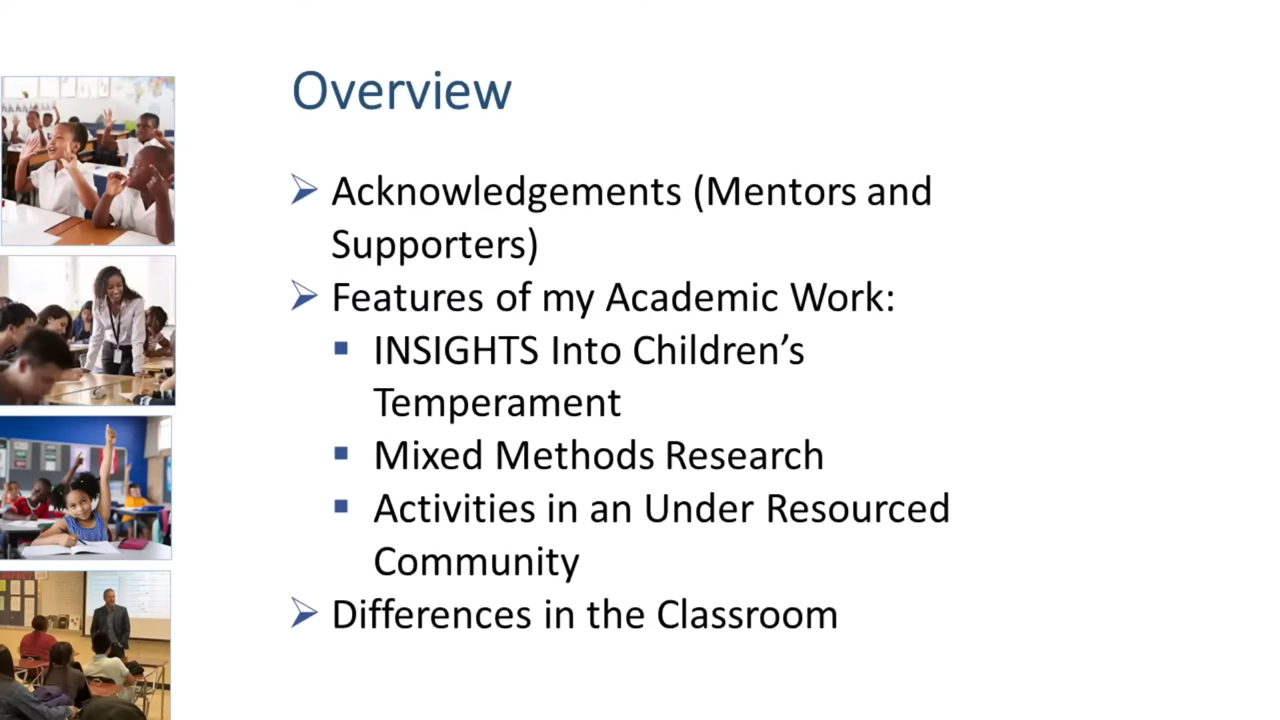 Overview
Acknowledgements (Mentors and
Supporters)
Features of my Academic Work:
INSIGHTS Into Children’s
Temperament
Mixed Methods Research
Activities in an Under Resourced
Community
Differences in the Classroom